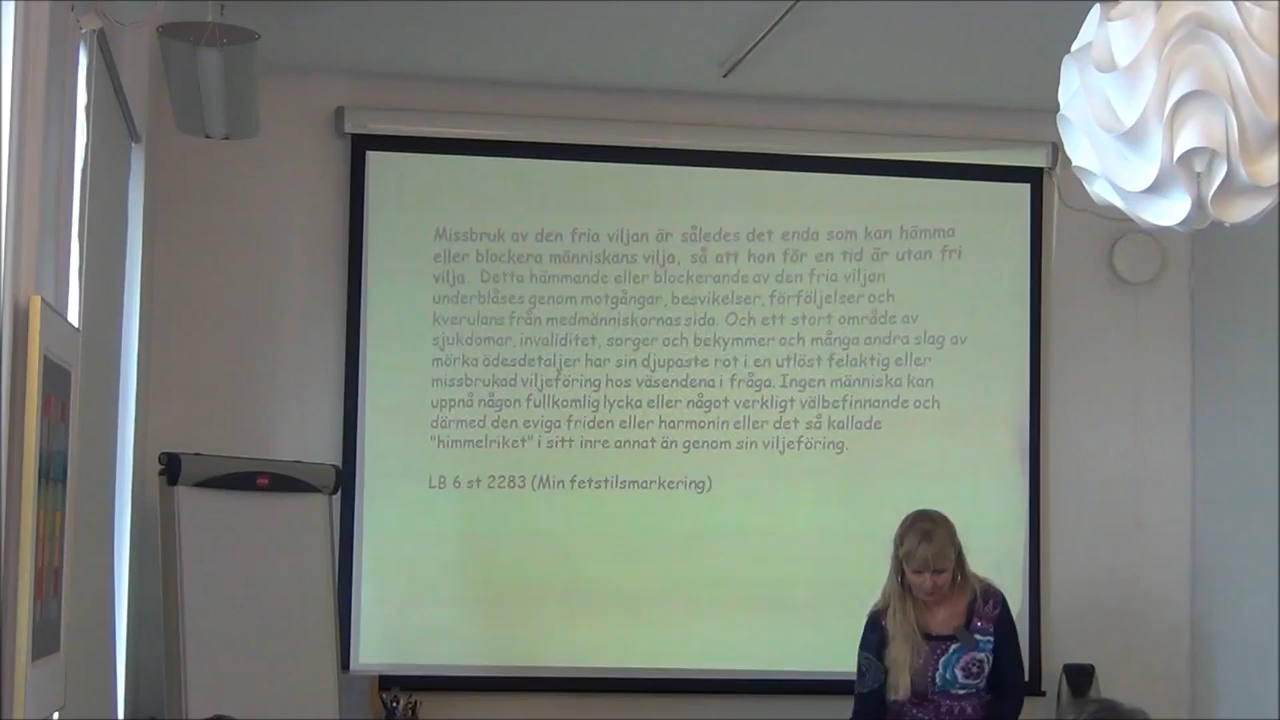 Missbruk av den fria viljan är således det enda som kan hämma
eller blockera människans vilja, så att hon för en tid är utan fri
vilja. Detta hämmande eller blockerande av den fria viljan
underblåses genom motgångar, besvikelser, förföljelser och
kverulans från medmänniskornas sida. Och ett stort område av
sjukdomar, invaliditet, sorger och bekymmer och många andra slag av
mörka ödesdetaljer har sin djupaste rot i en utlöst felaktig eller
missbrukad viljeföring hos väsendena i fråga. Ingen människa kan
uppnå någon fullkomlig lycka eller något verkligt välbefinnande och
därmed den eviga friden eller harmonin eller det så kallade
"himmelriket" i sitt inre annat än genom sin viljeföring.
LB 6 st 2283 (Min fetstilsmarkering)